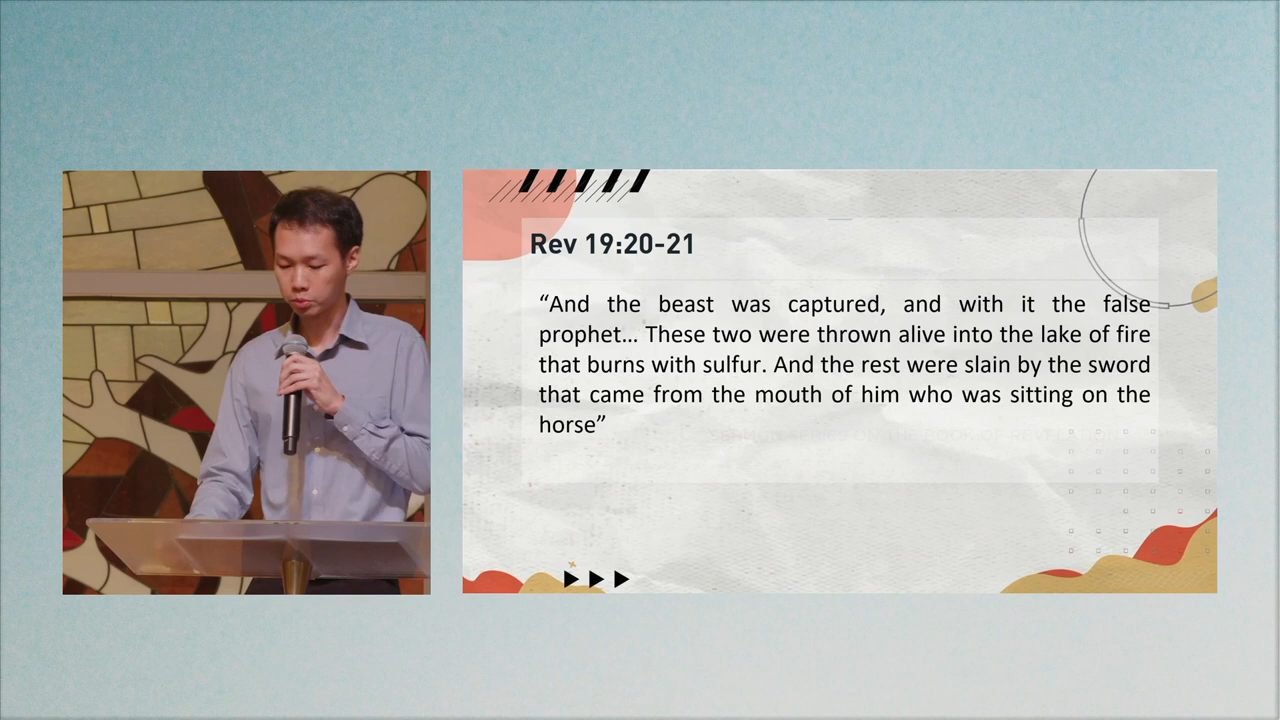 Rev 19:20-21
“And the beast was captured, and with it the false
prophet... These two were thrown alive into the lake of fire
that burns with sulfur. And the rest were slain by the sword
that came from the mouth of him who was sitting on the
horse”